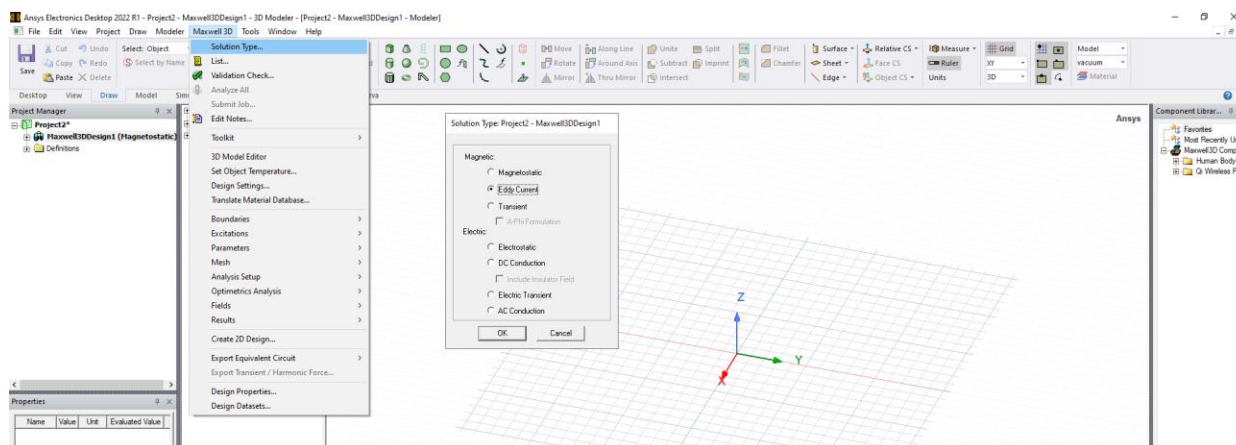 Ansys Electronics Desktop 2022 R1 - Project2 - Maxwell3DDesign1 - 3D Modeler - [Project2 - Maxwell3DDesign1 - Modeler]
File Edit View Project Draw Modeler Maxwell 3D Tools Window Help
Save
Cut Undo Select: Object
Copy Redo Select by Name
Paste Delete
Move Along Line Unite Split Fillet Surface Relative CS Measure Grid Model
Rotate Around Axis Subtract Imprint Chamfer Sheet Face CS Ruler XY vacuum
Mirror Thru Mirror Intersect Edge Object CS Units 3D Material
Desktop View Draw Model
Project Manager
Project2*
Maxwell3DDesign1 (Magnetostatic)
Definitions
Solution Type...
List...
Validation Check...
Analyze All
Submit Job...
Edit Notes...
Toolkit
3D Model Editor
Set Object Temperature...
Design Settings...
Translate Material Database...
Boundaries
Excitations
Parameters
Mesh
Analysis Setup
Optimetrics Analysis
Fields
Results
Create 2D Design...
Export Equivalent Circuit
Export Transient / Harmonic Force...
Design Properties...
Design Datasets...
Solution Type: Project2 - Maxwell3DDesign1
Magnetic:
Magnetostatic
Eddy Current
Transient
A-Phi Formulation
Electric:
Electrostatic
DC Conduction
Include Insulator Field
Electric Transient
AC Conduction
OK Cancel
Z
Y
X
Ansys
Component Librar...
Favorites
Most Recently U
Maxwell3D Comp
Human Body
Qi Wireless P
Properties
Name Value Unit Evaluated Value